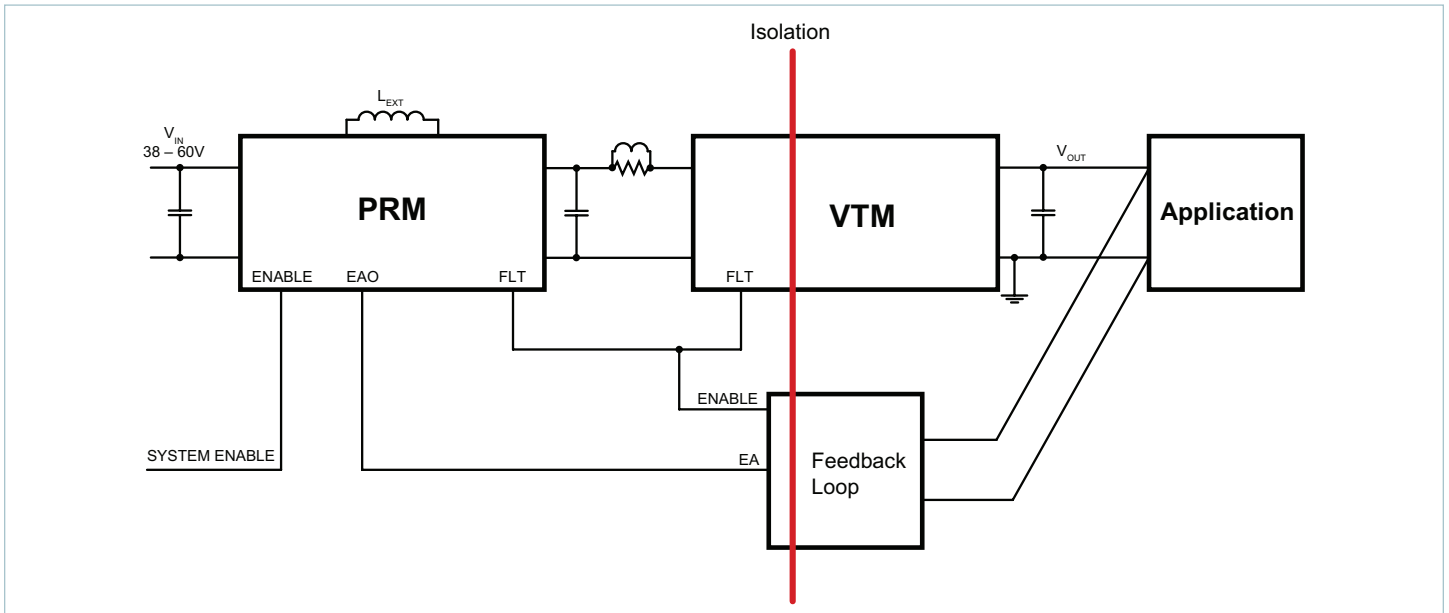 Isolation
L_EXT
V_IN
38 – 60V
V_OUT
PRM
VTM
Application
ENABLE
EAO
FLT
FLT
ENABLE
SYSTEM ENABLE
EA
Feedback
Loop